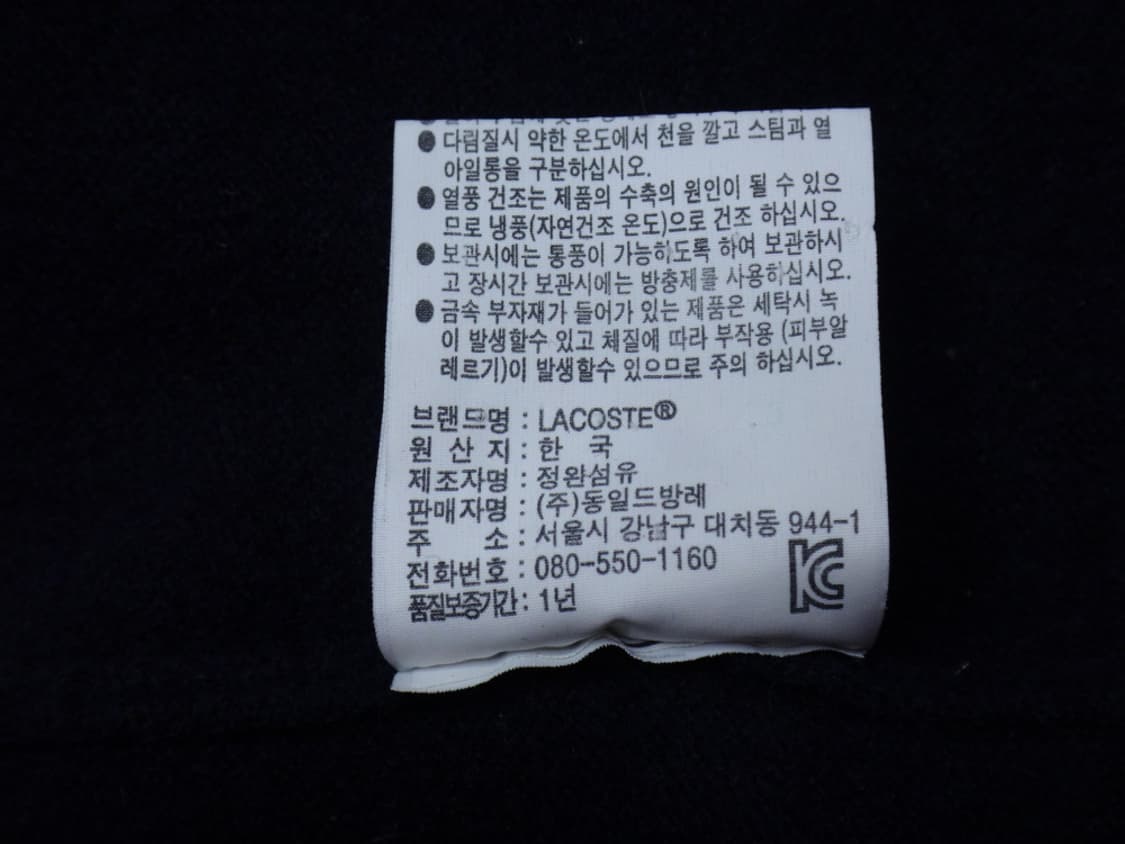 ● 다림질시 약한 온도에서 천을 깔고 스팀과 열
아일롱을 구분하십시오.
● 열풍 건조는 제품의 수축의 원인이 될 수 있으
므로 냉풍(자연건조 온도)으로 건조 하십시오.
● 보관시에는 통풍이 가능하도록 하여 보관하시
고 장시간 보관시에는 방충제를 사용하십시오.
● 금속 부자재가 들어가 있는 제품은 세탁시 녹
이 발생할수 있고 체질에 따라 부작용 (피부알
레르기)이 발생할수 있으므로 주의 하십시오.
브랜드명 : LACOSTE®
원 산 지 : 한 국
제조자명 : 정완섬유
판매자명 : (주)동일드방레
주 소 : 서울시 강남구 대치동 944-1
전화번호 : 080-550-1160
품질보증기간 : 1년
KC